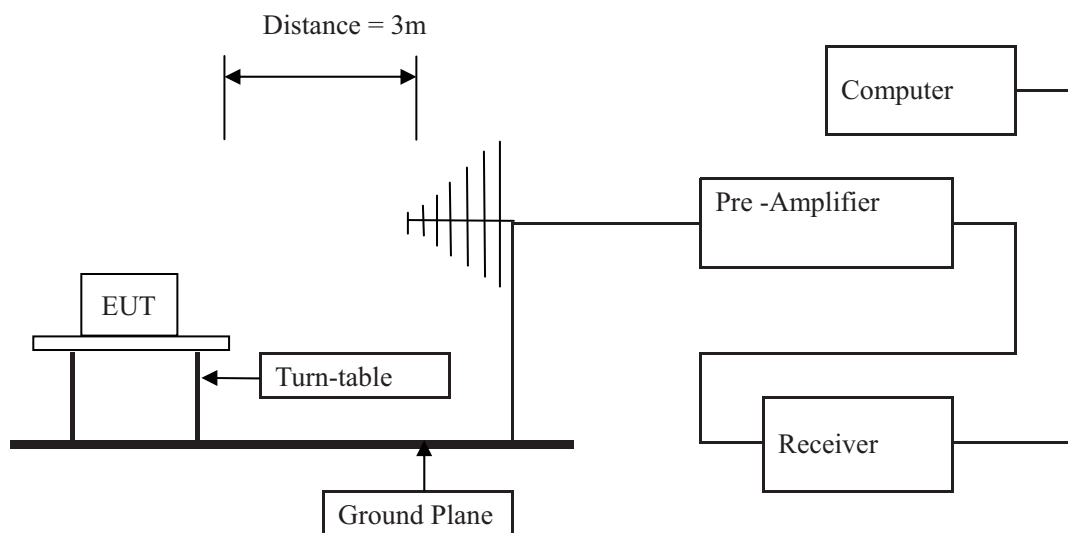 Distance = 3m
Computer
Pre -Amplifier
EUT
Turn-table
Receiver
Ground Plane